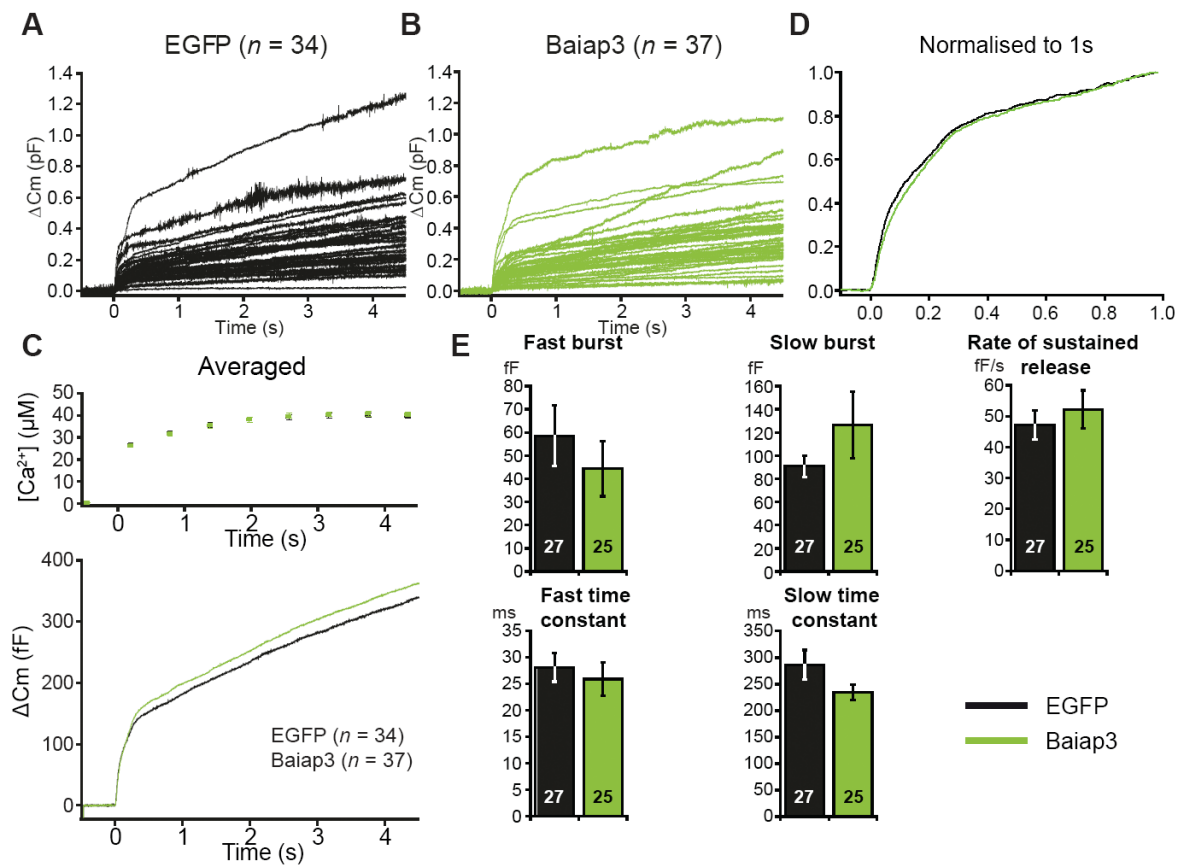 A
EGFP (n = 34)
ΔCm (pF)
1.4
1.2
1.0
0.8
0.6
0.4
0.2
0.0
0 1 2 3 4
Time (s)
B
Baiap3 (n = 37)
ΔCm (pF)
1.4
1.2
1.0
0.8
0.6
0.4
0.2
0.0
0 1 2 3 4
Time (s)
D
Normalised to 1s
1.0
0.8
0.6
0.4
0.2
0.0
0.0 0.2 0.4 0.6 0.8 1.0
C
Averaged
[Ca²⁺] (µM)
50
40
30
20
10
0
0 1 2 3 4
Time (s)
ΔCm (fF)
400
300
200
100
0
EGFP (n = 34)
Baiap3 (n = 37)
0 1 2 3 4
Time (s)
E
Fast burst
fF
80
70
60
50
40
30
20
10
0
27 25
Slow burst
fF
160
140
120
100
80
60
40
20
0
27 25
Rate of sustained
release
fF/s
60
50
40
30
20
10
0
27 25
Fast time
constant
ms
35
30
25
20
15
10
5
0
27 25
Slow time
constant
ms
350
300
250
200
150
100
50
0
27 25
EGFP
Baiap3